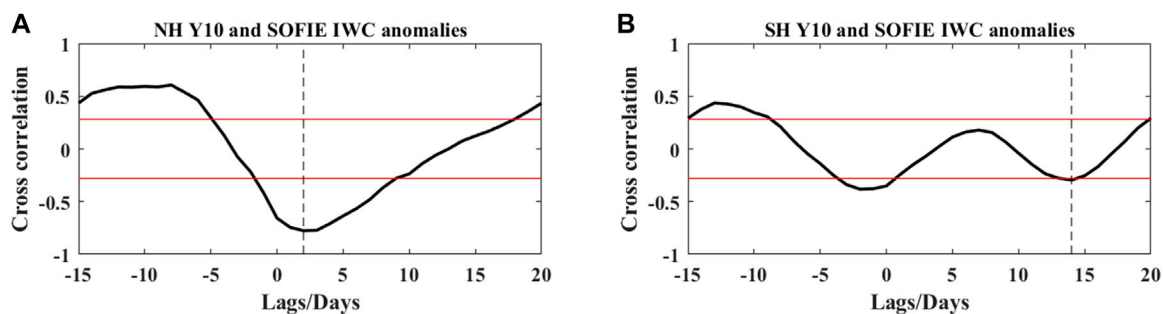 A
NH Y10 and SOFIE IWC anomalies
1
0.5
0
-0.5
-1
Cross correlation
-15 -10 -5 0 5 10 15 20
Lags/Days
B
SH Y10 and SOFIE IWC anomalies
1
0.5
0
-0.5
-1
Cross correlation
-15 -10 -5 0 5 10 15 20
Lags/Days